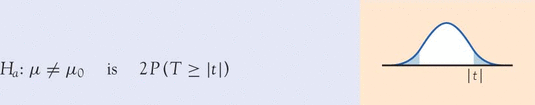 Hₐ: μ ≠ μ₀ is 2P(T ≥ |t|)
|t|